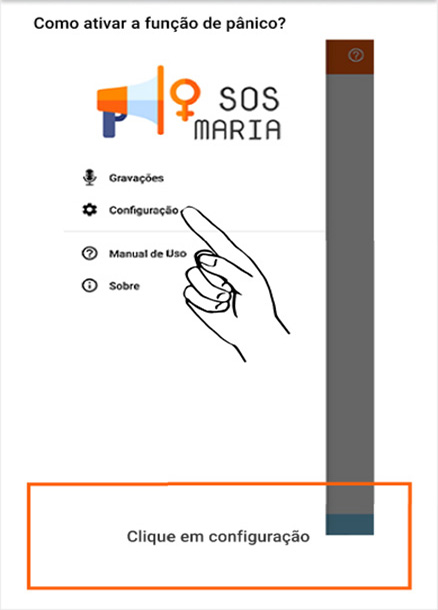 Como ativar a função de pânico?
SOS
MARIA
Gravações
Configuração
Manual de Uso
Sobre
Clique em configuração